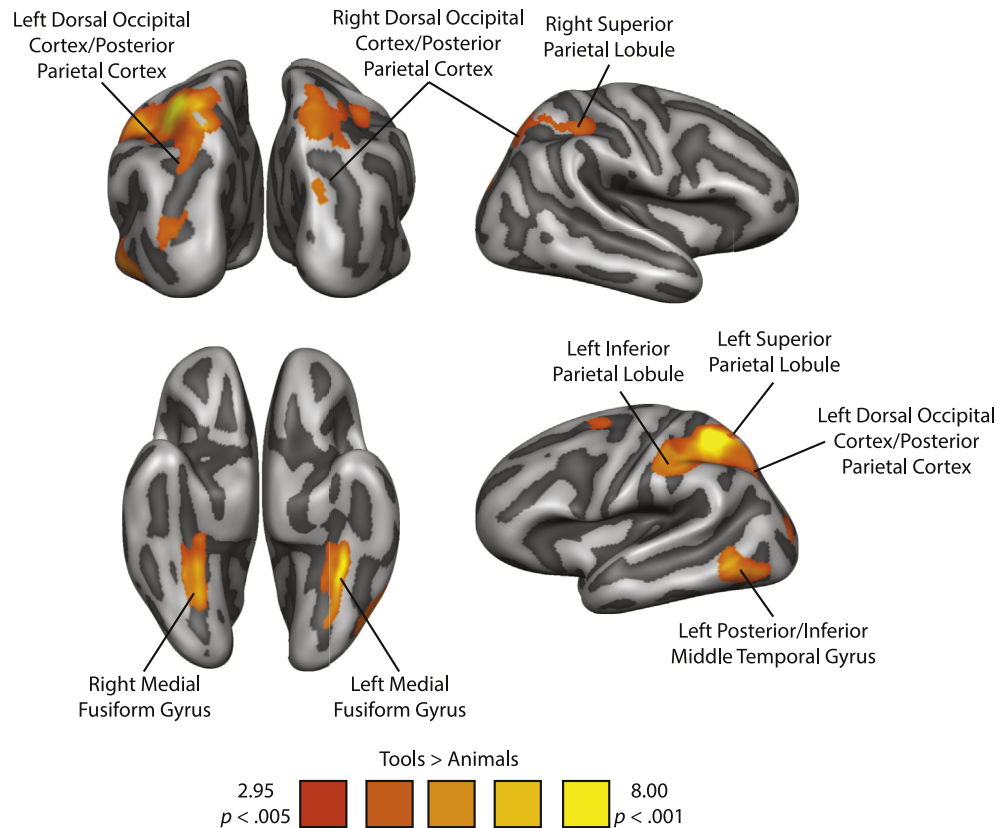 Left Dorsal Occipital
Cortex/Posterior
Parietal Cortex
Right Dorsal Occipital
Cortex/Posterior
Parietal Cortex
Right Superior
Parietal Lobule
Left Inferior
Parietal Lobule
Left Superior
Parietal Lobule
Left Dorsal Occipital
Cortex/Posterior
Parietal Cortex
Left Posterior/Inferior
Middle Temporal Gyrus
Right Medial
Fusiform Gyrus
Left Medial
Fusiform Gyrus
Tools > Animals
2.95
p < .005
8.00
p < .001